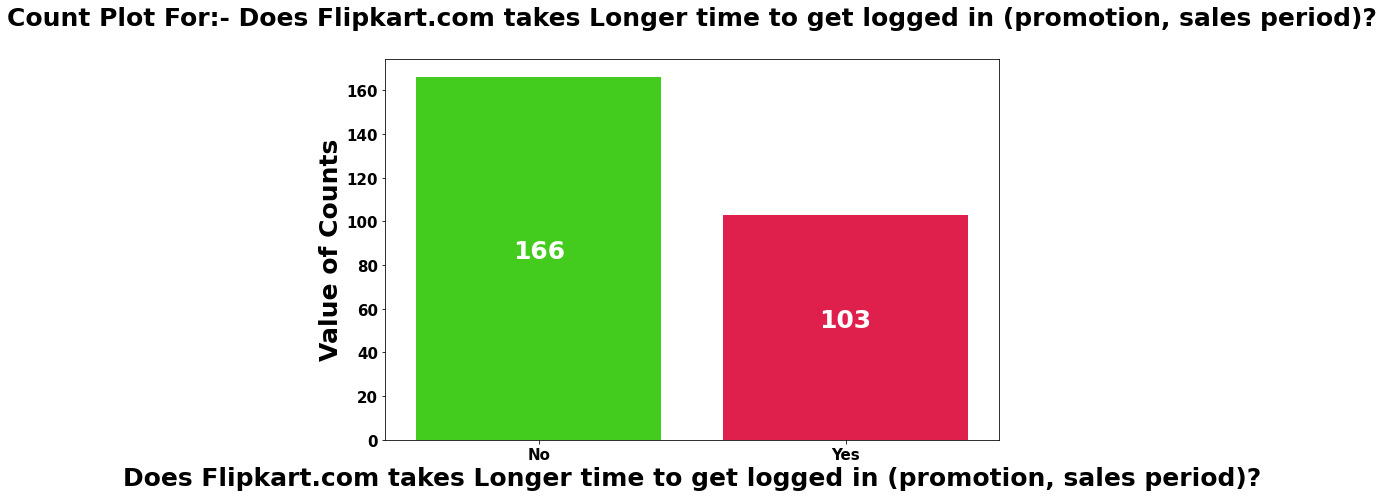 Count Plot For:- Does Flipkart.com takes Longer time to get logged in (promotion, sales period)?
Value of Counts
160
140
120
100
80
60
40
20
0
166
103
No
Yes
Does Flipkart.com takes Longer time to get logged in (promotion, sales period)?